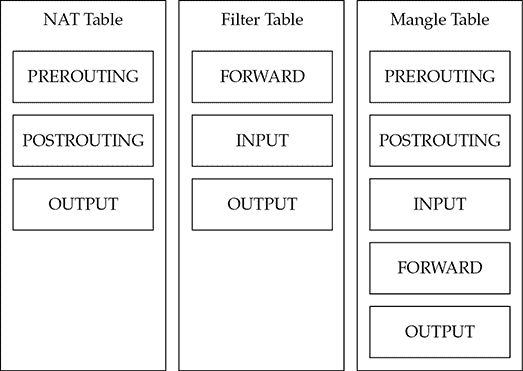 NAT Table
PREROUTING
POSTROUTING
OUTPUT
Filter Table
FORWARD
INPUT
OUTPUT
Mangle Table
PREROUTING
POSTROUTING
INPUT
FORWARD
OUTPUT